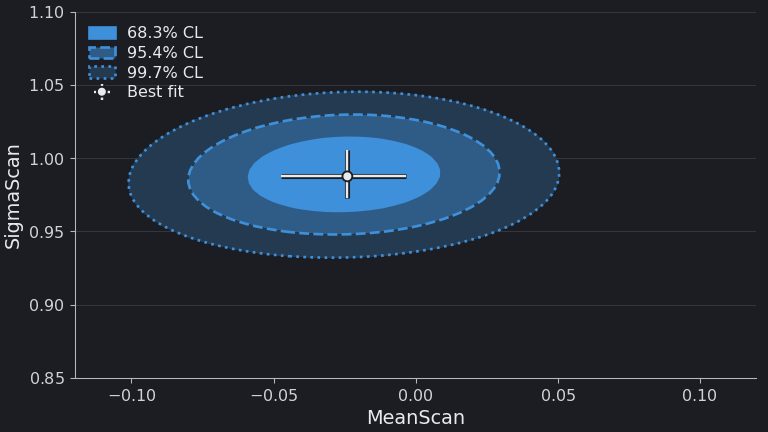 1.10
1.05
1.00
0.95
0.90
0.85
SigmaScan
68.3% CL
95.4% CL
99.7% CL
Best fit
−0.10
−0.05
0.00
0.05
0.10
MeanScan